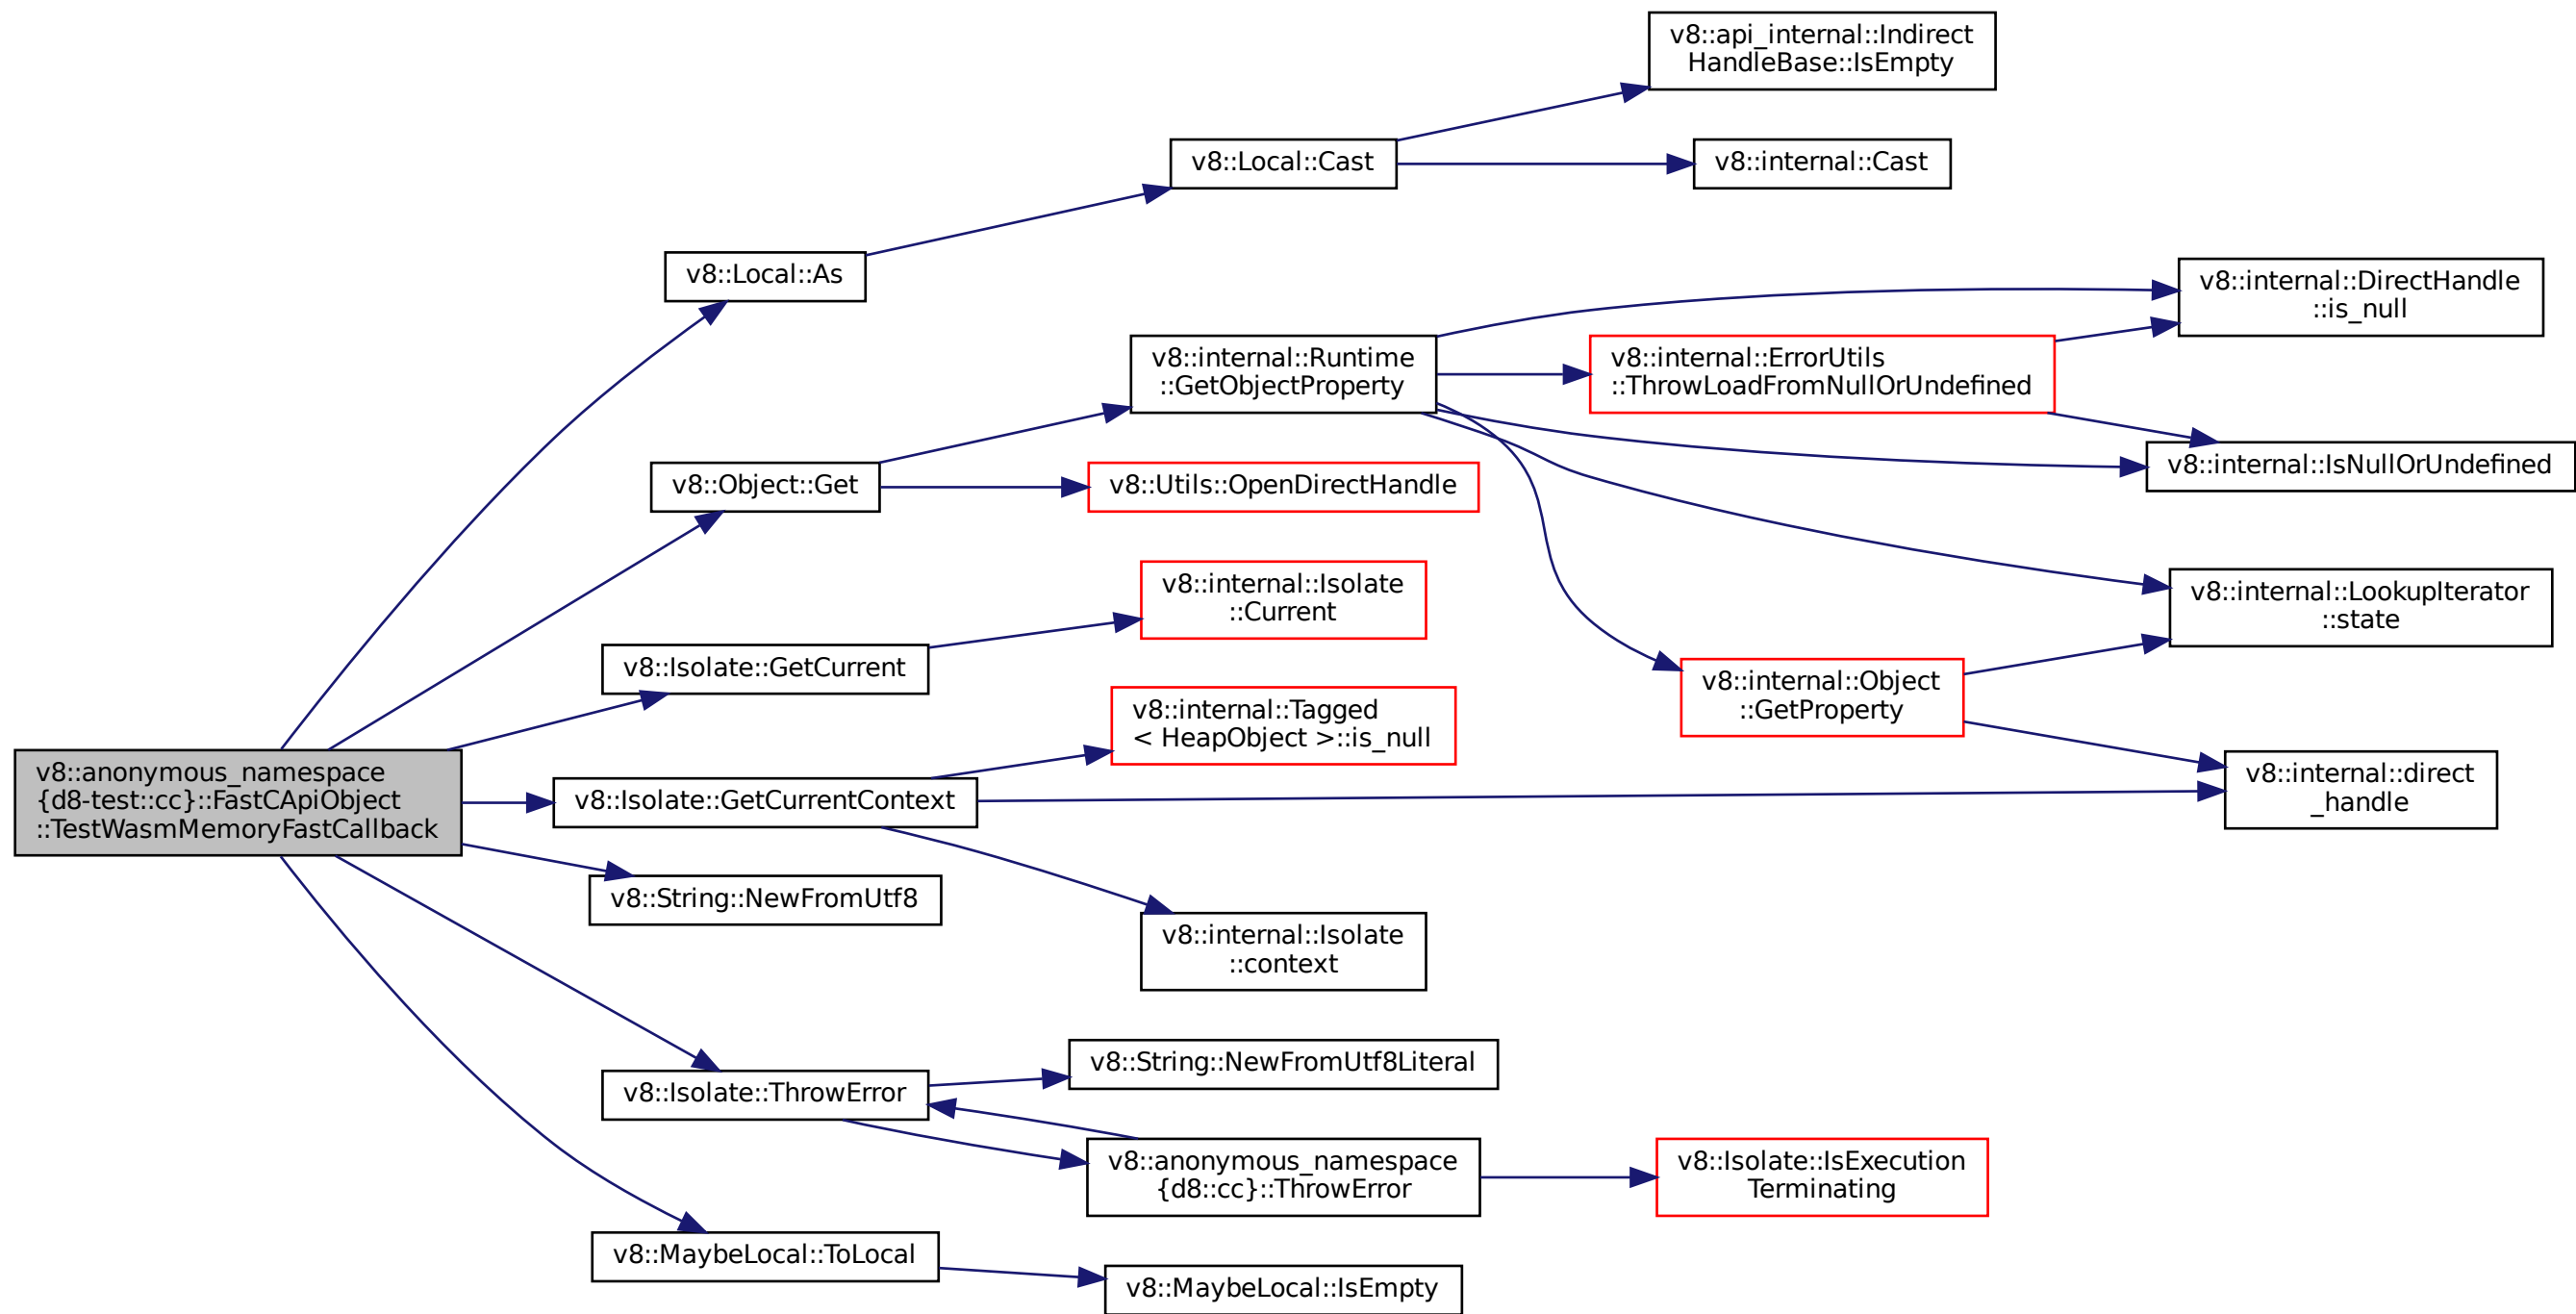 v8::api_internal::Indirect
HandleBase::IsEmpty
v8::Local::Cast
v8::internal::Cast
v8::Local::As
v8::internal::DirectHandle
::is_null
v8::internal::Runtime
::GetObjectProperty
v8::internal::ErrorUtils
::ThrowLoadFromNullOrUndefined
v8::internal::IsNullOrUndefined
v8::Object::Get
v8::Utils::OpenDirectHandle
v8::internal::Isolate
::Current
v8::internal::LookupIterator
::state
v8::Isolate::GetCurrent
v8::internal::Object
::GetProperty
v8::internal::Tagged
< HeapObject >::is_null
v8::anonymous_namespace
{d8-test::cc}::FastCApiObject
::TestWasmMemoryFastCallback
v8::Isolate::GetCurrentContext
v8::internal::direct
_handle
v8::String::NewFromUtf8
v8::internal::Isolate
::context
v8::String::NewFromUtf8Literal
v8::Isolate::ThrowError
v8::anonymous_namespace
{d8::cc}::ThrowError
v8::Isolate::IsExecution
Terminating
v8::MaybeLocal::ToLocal
v8::MaybeLocal::IsEmpty